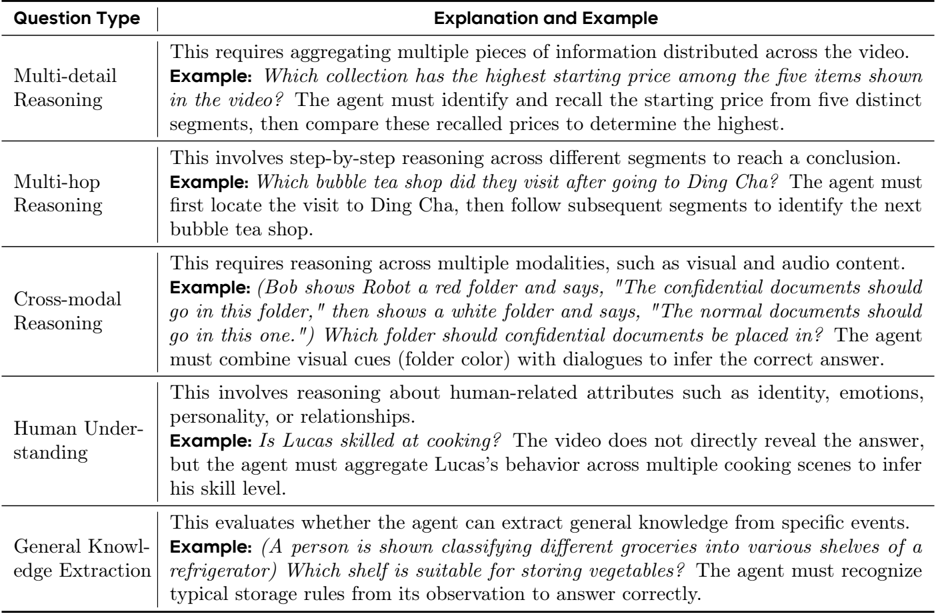 Question Type Explanation and Example
Multi-detail Reasoning
This requires aggregating multiple pieces of information distributed across the video.
Example: Which collection has the highest starting price among the five items shown
in the video? The agent must identify and recall the starting price from five distinct
segments, then compare these recalled prices to determine the highest.
Multi-hop Reasoning
This involves step-by-step reasoning across different segments to reach a conclusion.
Example: Which bubble tea shop did they visit after going to Ding Cha? The agent must
first locate the visit to Ding Cha, then follow subsequent segments to identify the next
bubble tea shop.
Cross-modal Reasoning
This requires reasoning across multiple modalities, such as visual and audio content.
Example: (Bob shows Robot a red folder and says, "The confidential documents should
go in this folder," then shows a white folder and says, "The normal documents should
go in this one.") Which folder should confidential documents be placed in? The agent
must combine visual cues (folder color) with dialogues to infer the correct answer.
Human Under-
standing
This involves reasoning about human-related attributes such as identity, emotions,
personality, or relationships.
Example: Is Lucas skilled at cooking? The video does not directly reveal the answer,
but the agent must aggregate Lucas's behavior across multiple cooking scenes to infer
his skill level.
General Knowl-
edge Extraction
This evaluates whether the agent can extract general knowledge from specific events.
Example: (A person is shown classifying different groceries into various shelves of a
refrigerator) Which shelf is suitable for storing vegetables? The agent must recognize
typical storage rules from its observation to answer correctly.